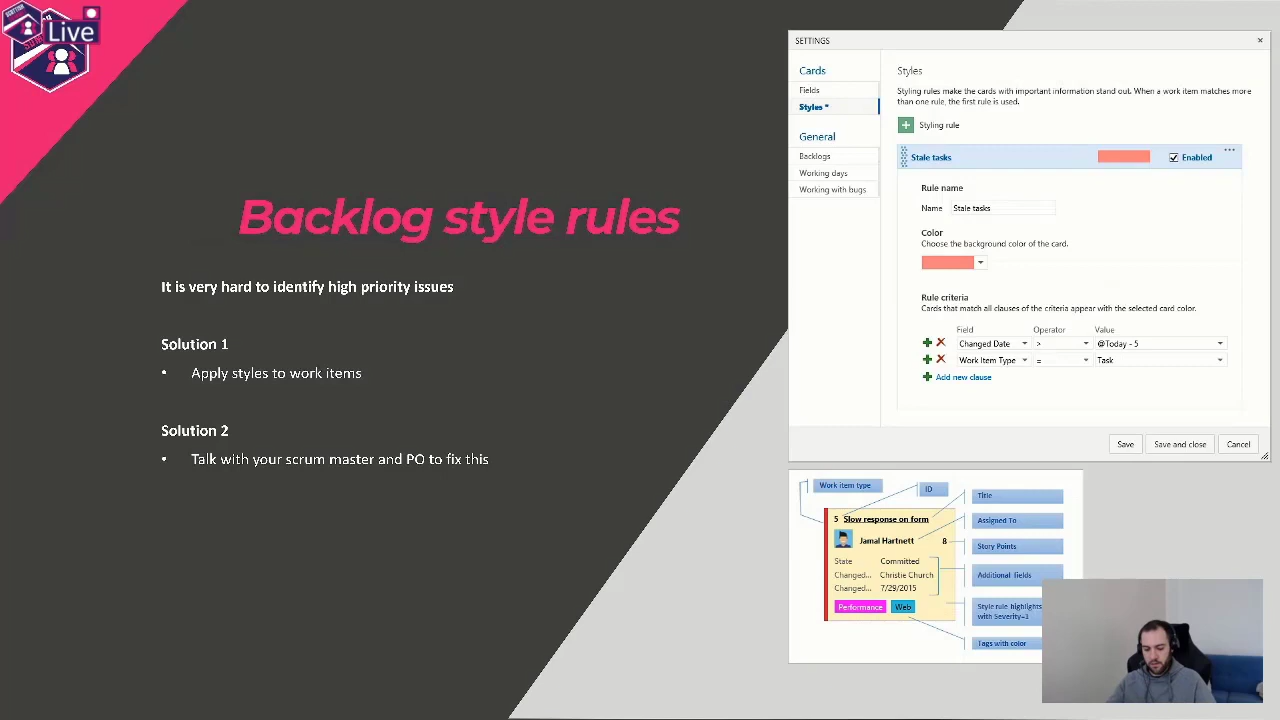 Live
Backlog style rules
It is very hard to identify high priority issues
Solution 1
• Apply styles to work items
Solution 2
• Talk with your scrum master and PO to fix this
SETTINGS
Cards
Fields
Styles *
General
Backlogs
Working days
Working with bugs
Styles
Styling rules make the cards with important information stand out. When a work item matches more
than one rule, the first rule is used.
Styling rule
Stale tasks
Enabled
Rule name
Name Stale tasks
Color
Choose the background color of the card.
Rule criteria
Cards that match all clauses of the criteria appear with the selected card color.
Field Operator Value
Changed Date > @Today - 5
Work Item Type = Task
Add new clause
Save Save and close Cancel
Work item type
ID
Title
5 Slow response on form
Assigned To
Jamal Hartnett 8
Story Points
State Committed
Changed... Christie Church
Additional fields
Changed... 7/29/2015
Performance Web
Style rule highlights
with Severity=1
Tags with color